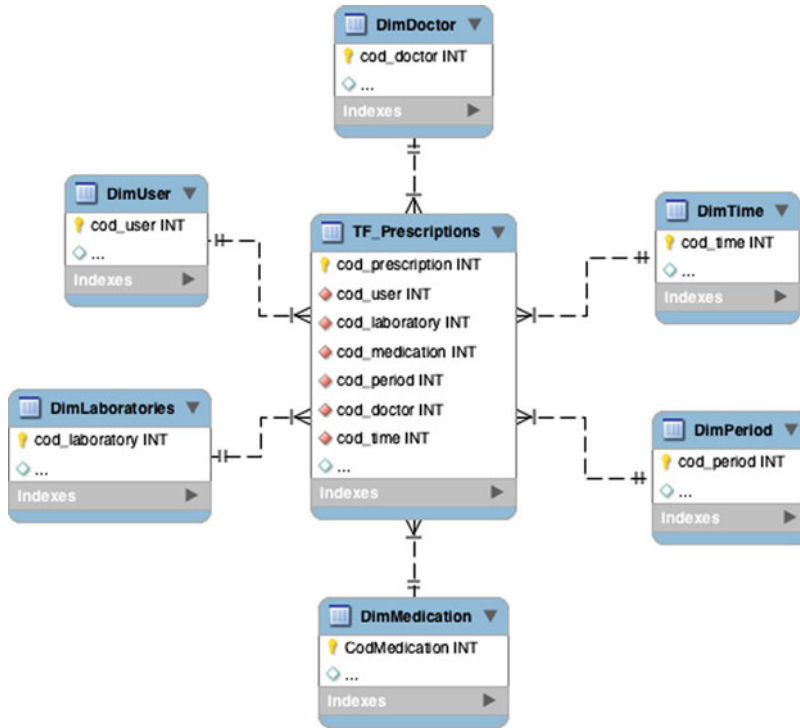 DimDoctor
cod_doctor INT
...
Indexes
DimUser
cod_user INT
...
Indexes
TF_Prescriptions
cod_prescription INT
cod_user INT
cod_laboratory INT
cod_medication INT
cod_period INT
cod_doctor INT
cod_time INT
...
Indexes
DimTime
cod_time INT
...
Indexes
DimLaboratories
cod_laboratory INT
...
Indexes
DimPeriod
cod_period INT
...
Indexes
DimMedication
CodMedication INT
...
Indexes